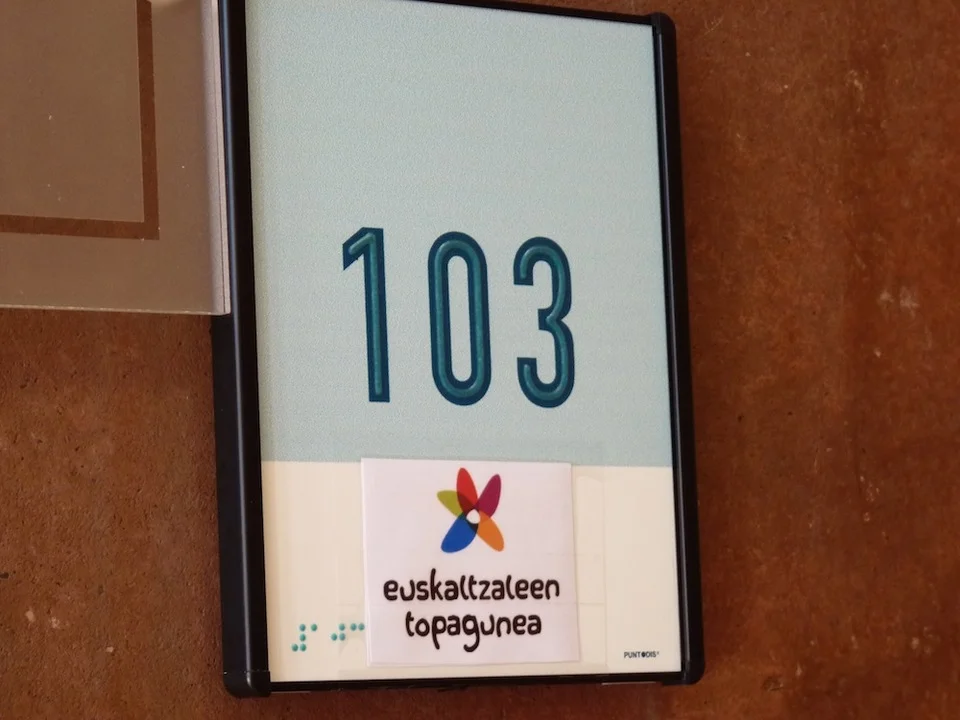 103
euskaltzaleen
topagunea
PUNTODIS